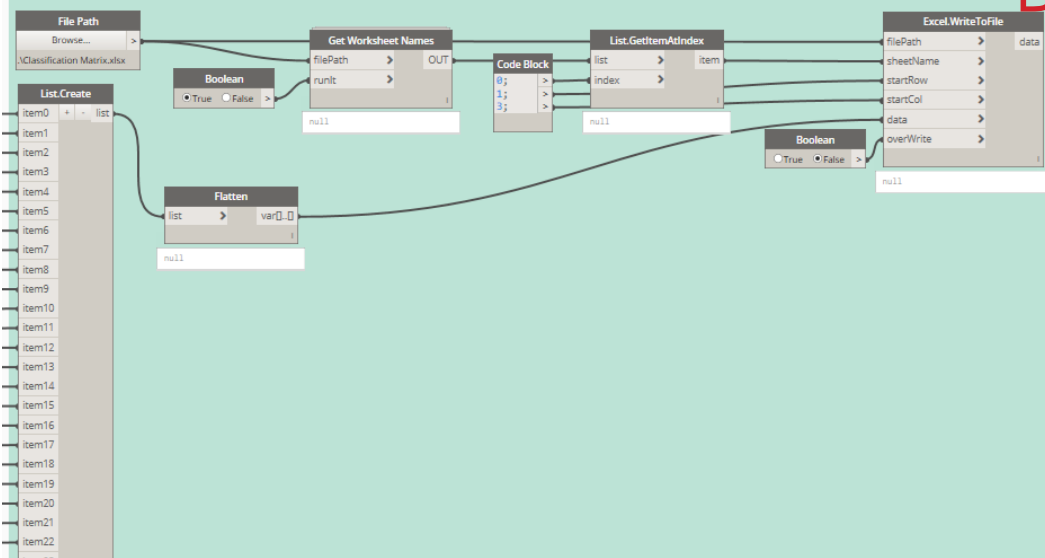 File Path
Browse... >
.\Classification Matrix.xlsx
Get Worksheet Names
filePath > OUT
runIt >
null
Boolean
True False >
Code Block
0; >
1; >
3; >
List.GetItemAtIndex
list > item
index >
null
Excel.WriteToFile
filePath > data
sheetName >
startRow >
startCol >
data >
overWrite >
null
Boolean
True False >
List.Create
item0 + - list
item1
item2
item3
item4
item5
item6
item7
item8
item9
item10
item11
item12
item13
item14
item15
item16
item17
item18
item19
item20
item21
item22
Flatten
list > var[]..[]
null